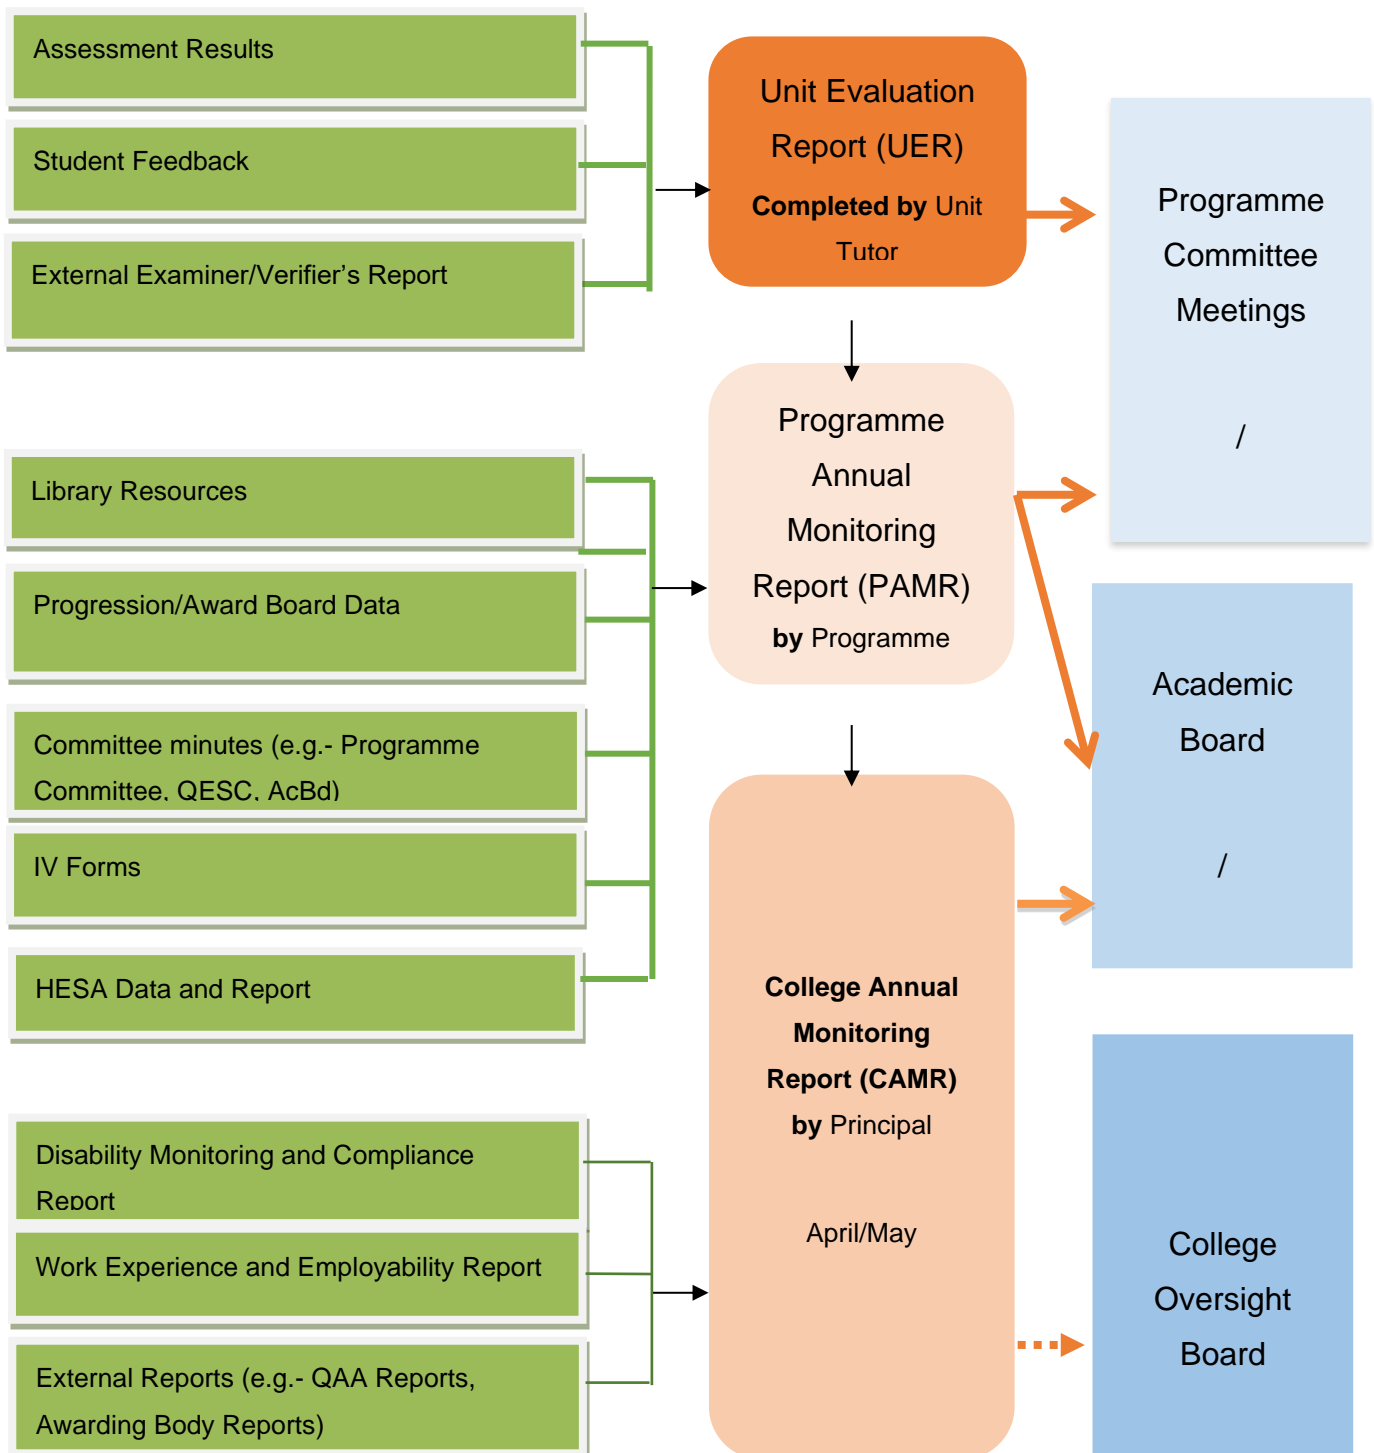 Assessment Results
Student Feedback
External Examiner/Verifier's Report
Unit Evaluation
Report (UER)
Completed by Unit
Tutor
Programme
Committee
Meetings
/
Library Resources
Progression/Award Board Data
Committee minutes (e.g.- Programme
Committee, QESC, AcBd)
IV Forms
HESA Data and Report
Programme
Annual
Monitoring
Report (PAMR)
by Programme
Academic
Board
/
Disability Monitoring and Compliance
Report
Work Experience and Employability Report
External Reports (e.g.- QAA Reports,
Awarding Body Reports)
College Annual
Monitoring
Report (CAMR)
by Principal
April/May
College
Oversight
Board